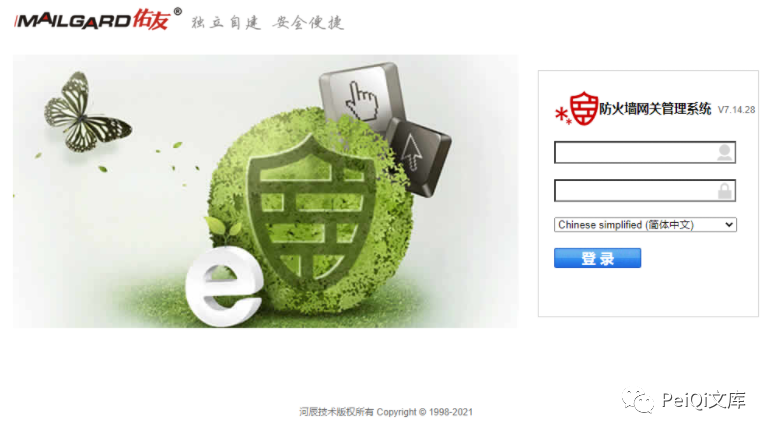 MAILGARD佑友® 独立自建 安全便捷
防火墙网关管理系统 V7.14.28
Chinese simplified (简体中文)
登 录
e
河辰技术版权所有 Copyright © 1998-2021
PeiQi文库